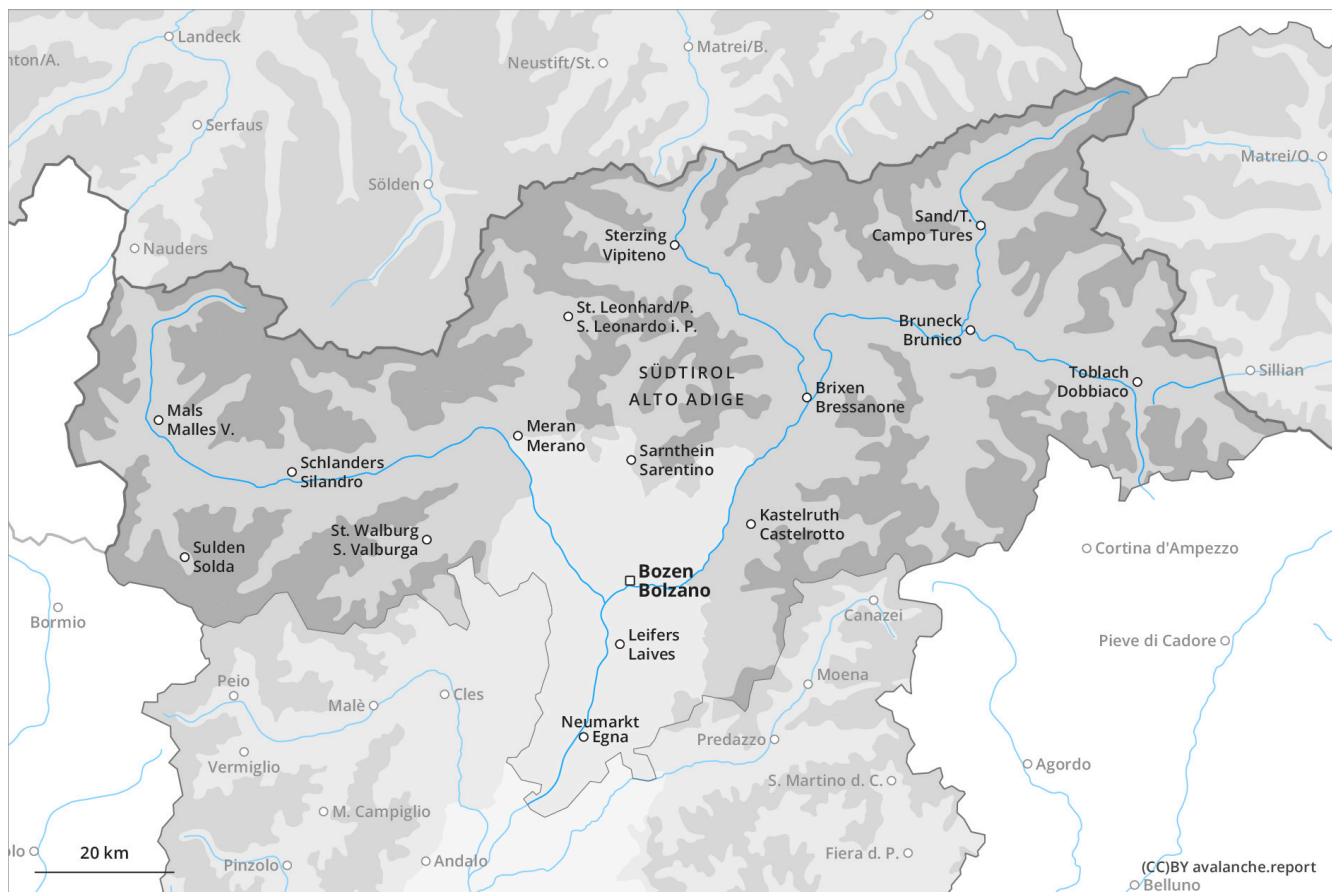 Landeck
nton/A.
Matrei/B.
Neustift/St.
Serfaus
Matrei/O.
Sölden
Sand/T.
Campo Tures
Nauders
Sterzing
Vipiteno
St. Leonhard/P.
S. Leonardo i. P.
Bruneck
Brunico
SÜDTIROL
ALTO ADIGE
Toblach
Dobbiaco
Sillian
Brixen
Bressanone
Mals
Malles V.
Meran
Merano
Sarnthein
Sarentino
Schlanders
Silandro
Kastelruth
Castelrotto
St. Walburg
S. Valburga
Sulden
Solda
Cortina d'Ampezzo
Bozen
Bolzano
Bormio
Canazei
Leifers
Laives
Pieve di Cadore
Peio
Moena
Malè
Cles
Neumarkt
Egna
Predazzo
Vermiglio
Agordo
S. Martino d. C.
M. Campiglio
olo
20 km
Pinzolo
Andalo
Fiera d. P.
(CC)BY avalanche.report
Belluno